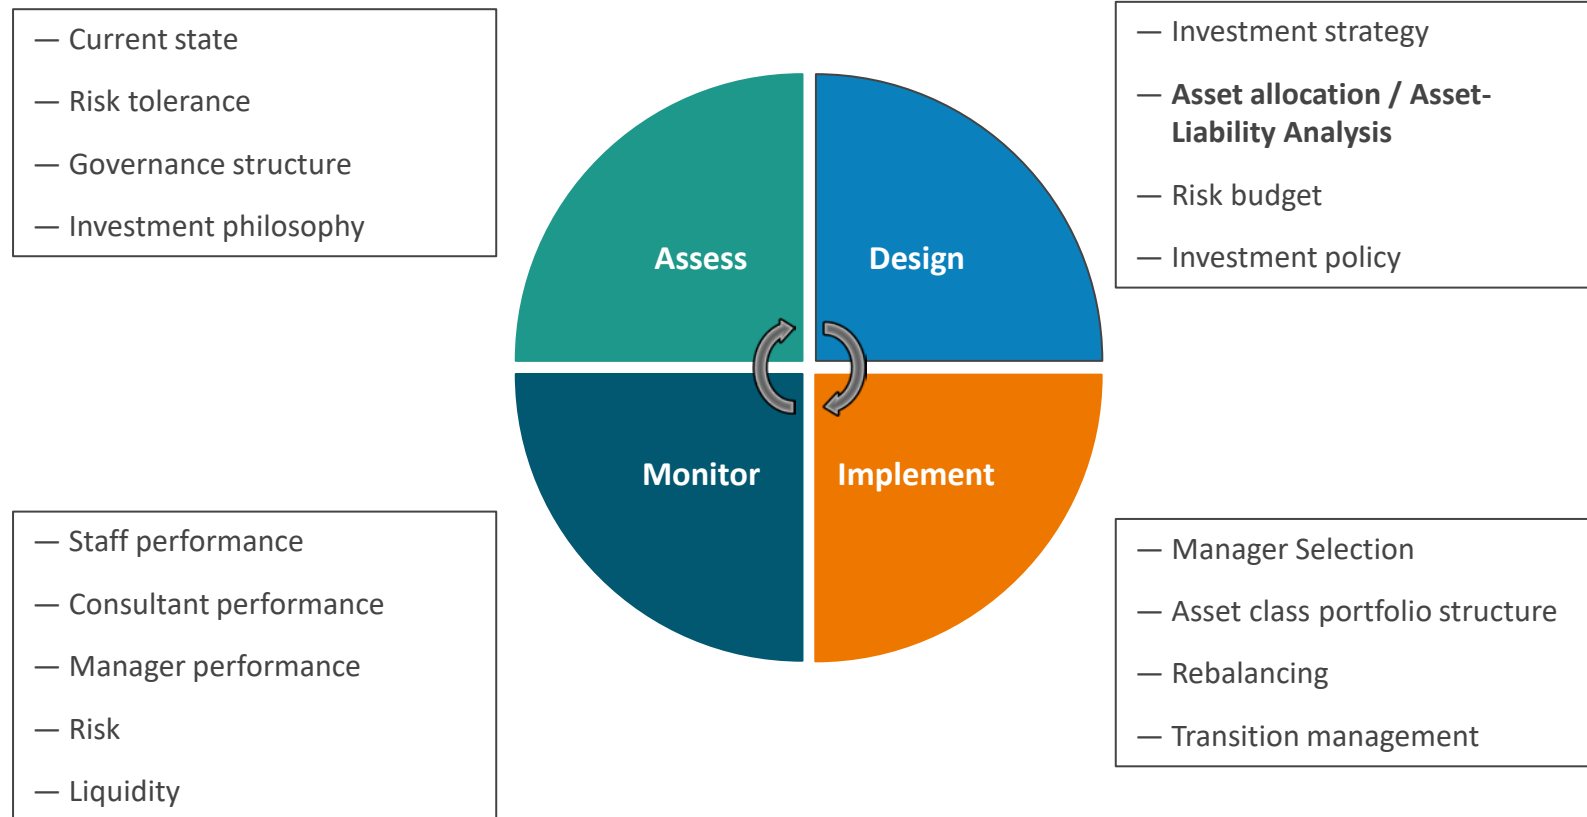 — Current state
— Risk tolerance
— Governance structure
— Investment philosophy
— Investment strategy
— Asset allocation / Asset-
Liability Analysis
— Risk budget
— Investment policy
Assess
Design
Monitor
Implement
— Staff performance
— Consultant performance
— Manager performance
— Risk
— Liquidity
— Manager Selection
— Asset class portfolio structure
— Rebalancing
— Transition management